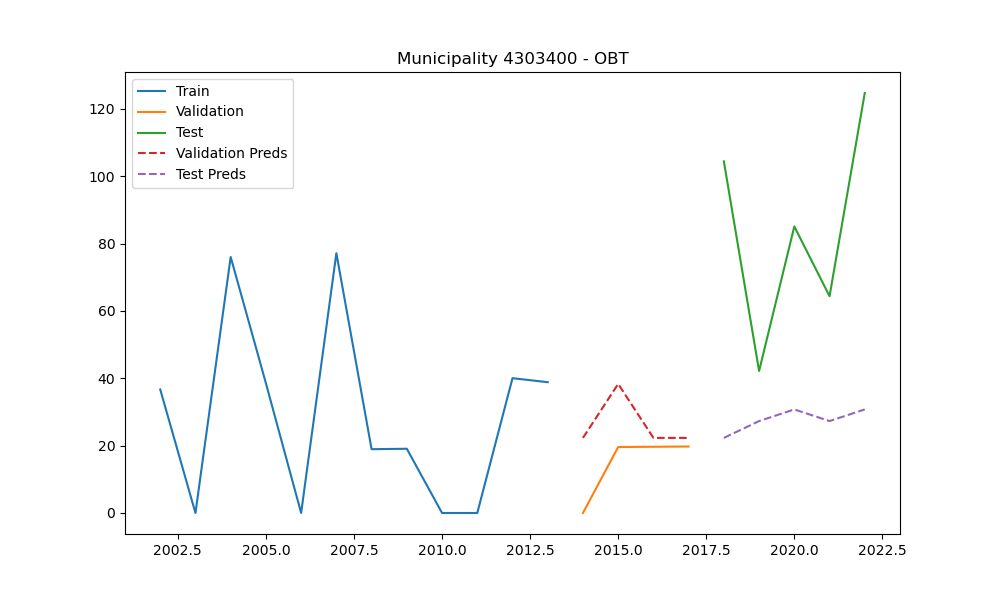 Municipality 4303400 - OBT
Train
Validation
Test
Validation Preds
Test Preds
120
100
80
60
40
20
0
2002.5 2005.0 2007.5 2010.0 2012.5 2015.0 2017.5 2020.0 2022.5